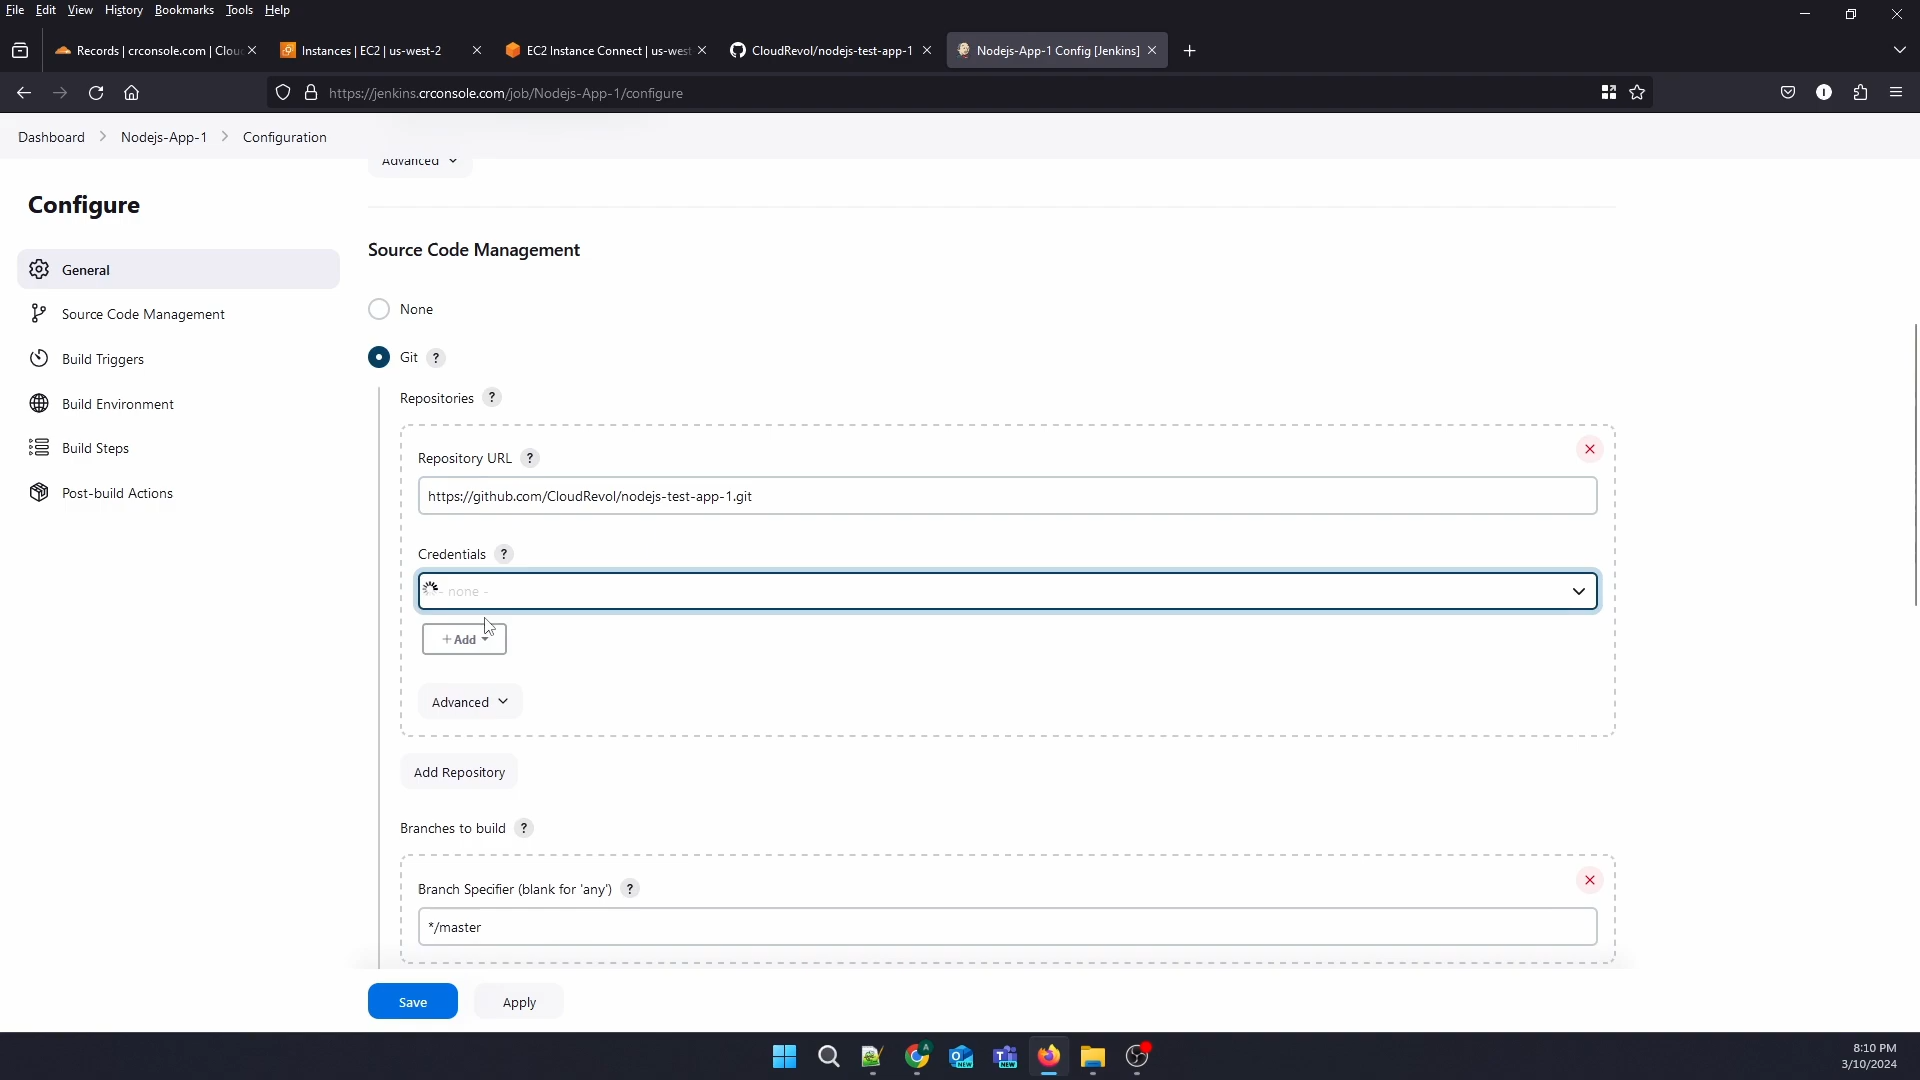 File Edit View History Bookmarks Tools Help
Records | crconsole.com | Clou
Instances | EC2 | us-west-2
EC2 Instance Connect | us-west
CloudRevol/nodejs-test-app-1
Nodejs-App-1 Config [Jenkins]
https://jenkins.crconsole.com/job/Nodejs-App-1/configure
Dashboard Nodejs-App-1 Configuration
Advanced
Configure
General
Source Code Management
Build Triggers
Build Environment
Build Steps
Post-build Actions
Source Code Management
None
Git ?
Repositories ?
Repository URL ?
https://github.com/CloudRevol/nodejs-test-app-1.git
Credentials ?
- none -
+ Add
Advanced
Add Repository
Branches to build ?
Branch Specifier (blank for 'any') ?
*/master
Save Apply
8:10 PM
3/10/2024